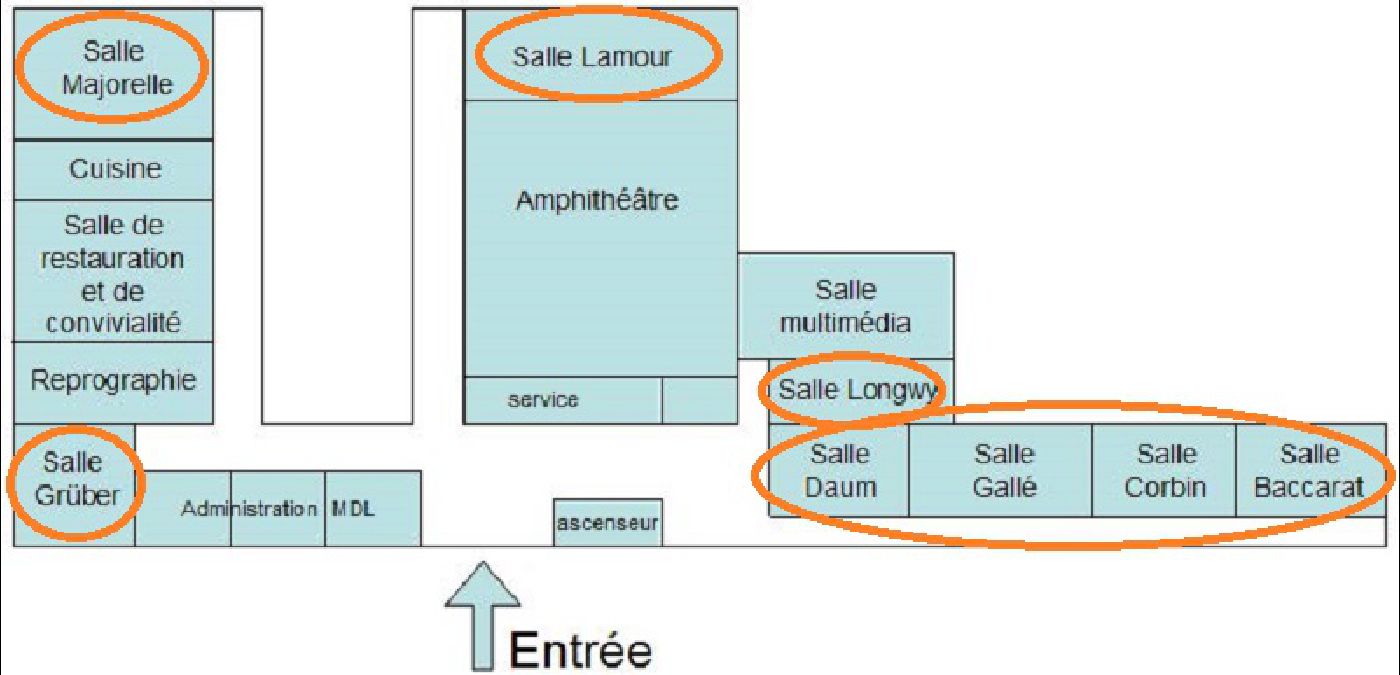 Salle
Majorelle
Salle Lamour
Cuisine
Amphithéâtre
Salle de
restauration
et de
convivialité
Salle
multimédia
Reprographie
service
Salle Longwy
Salle
Grüber
Administration
MDL
ascenseur
Salle
Daum
Salle
Gallé
Salle
Corbin
Salle
Baccarat
Entrée